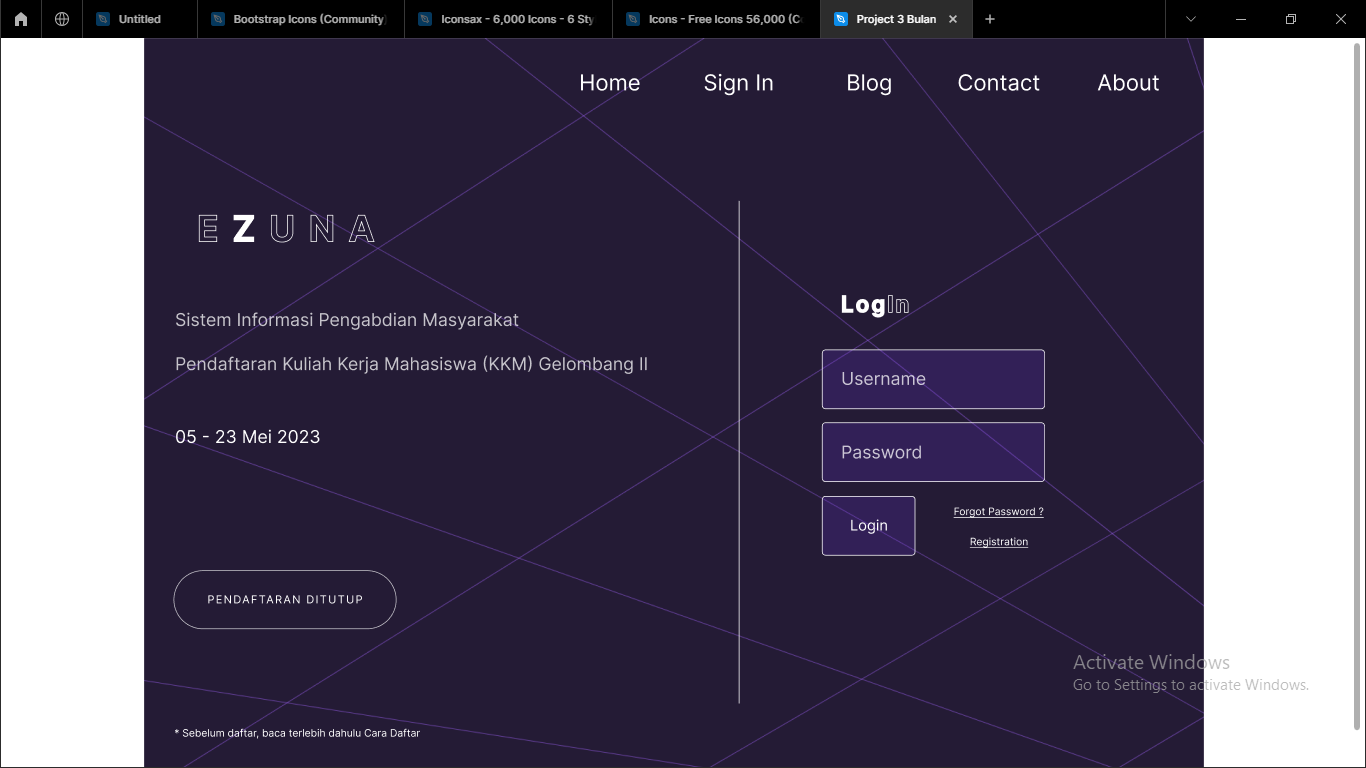 Untitled
Bootstrap Icons (Community
Iconsax - 6,000 Icons - 6 Sty
Icons - Free Icons 56,000 (C
Project 3 Bulan
Home Sign In Blog Contact About
EZUNA
Sistem Informasi Pengabdian Masyarakat
Pendaftaran Kuliah Kerja Mahasiswa (KKM) Gelombang II
05 - 23 Mei 2023
PENDAFTARAN DITUTUP
* Sebelum daftar, baca terlebih dahulu Cara Daftar
LogIn
Username
Password
Login
Forgot Password ?
Registration
Activate Windows
Go to Settings to activate Windows.